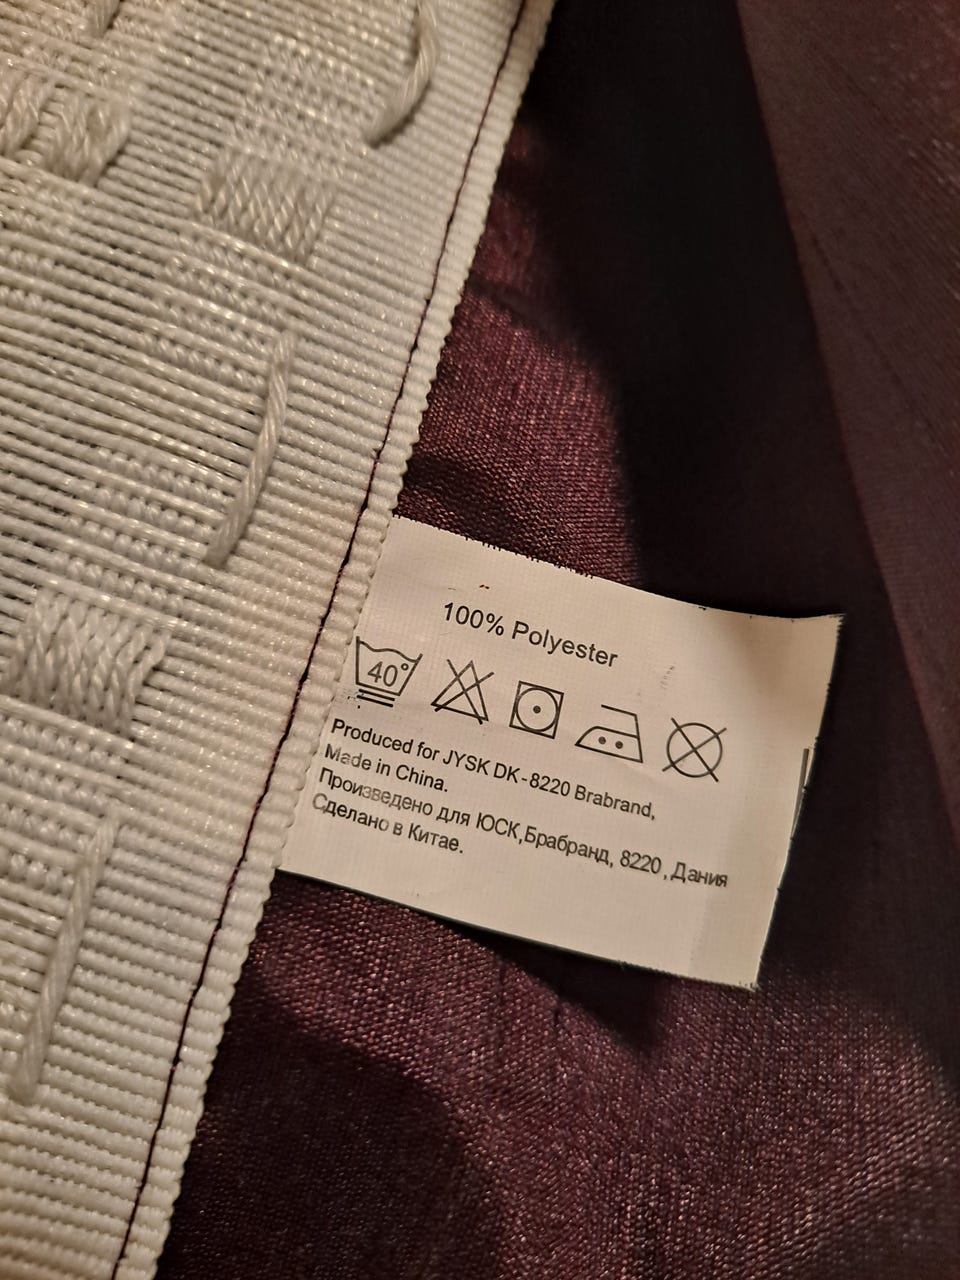 100% Polyester
40°
Produced for JYSK DK-8220 Brabrand,
Made in China.
Произведено для ЮСК,Брабранд, 8220, Дания
Сделано в Китае.